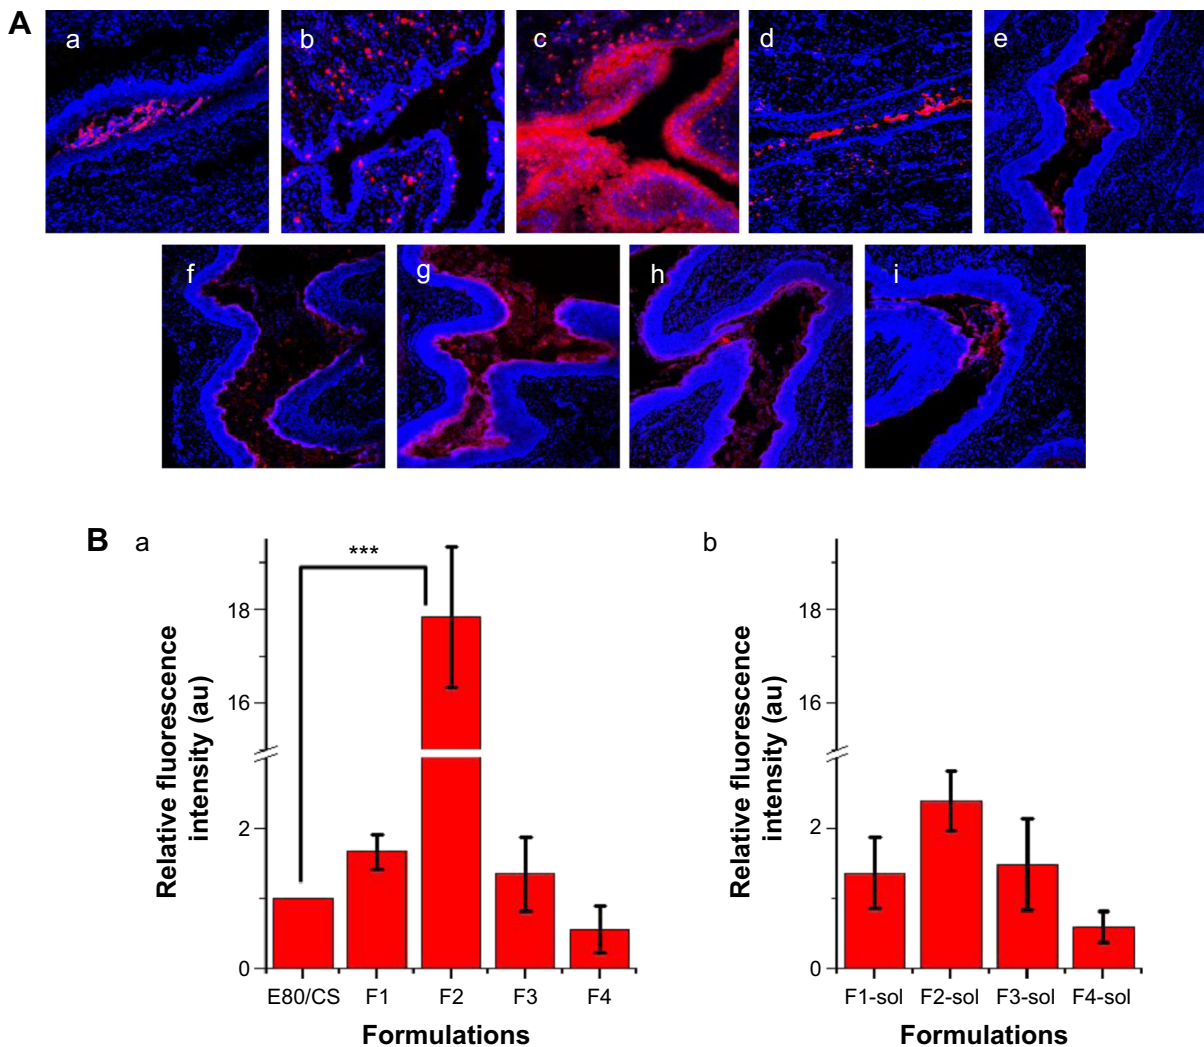 A
a
b
c
d
e
f
g
h
i
B
a
***
Relative fluorescence
intensity (au)
18
16
2
0
E80/CS F1 F2 F3 F4
Formulations
b
Relative fluorescence
intensity (au)
18
16
2
0
F1-sol F2-sol F3-sol F4-sol
Formulations